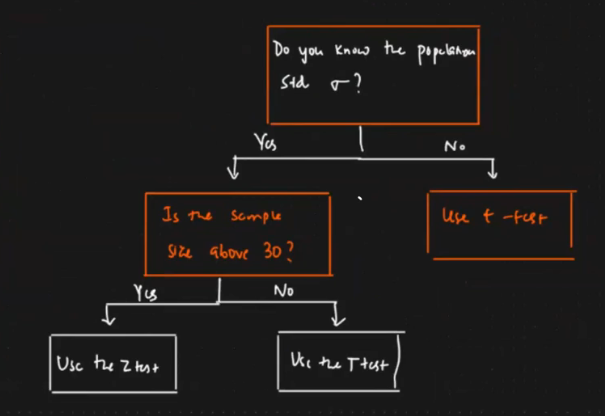 Do you know the population
std σ?
Yes
No
Is the sample
size above 30?
Use t-test
Yes
No
Use the Z test
Use the T test